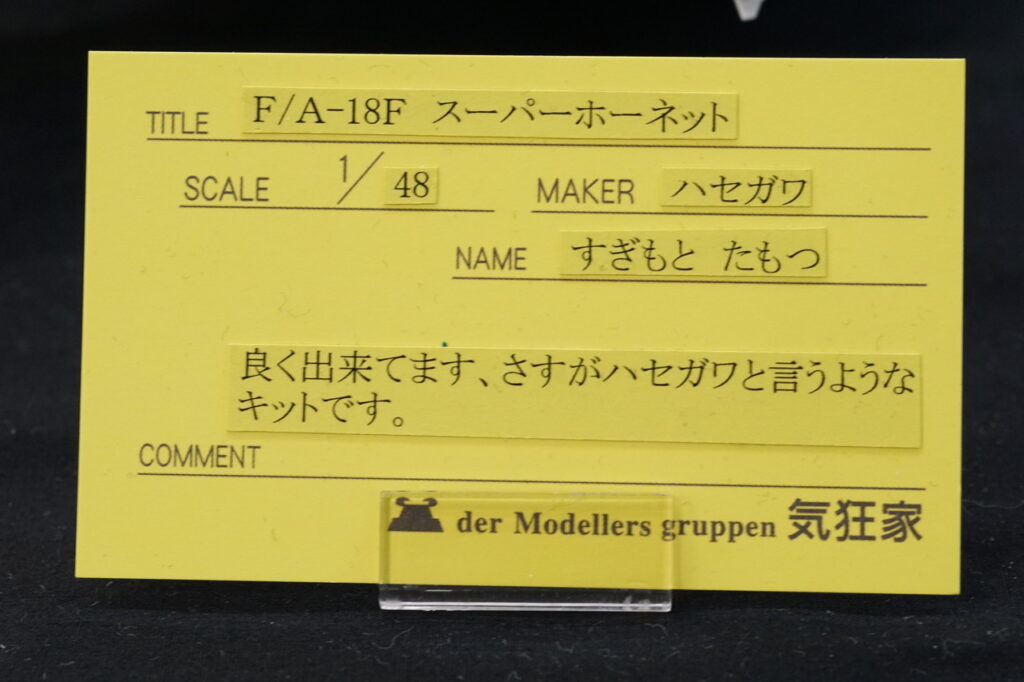 TITLE F/A-18F スーパーホーネット
SCALE 1/48 MAKER ハセガワ
NAME すぎもと たもつ
良く出来てます、さすがハセガワと言うような
キットです。
COMMENT
der Modellers gruppen 気狂家